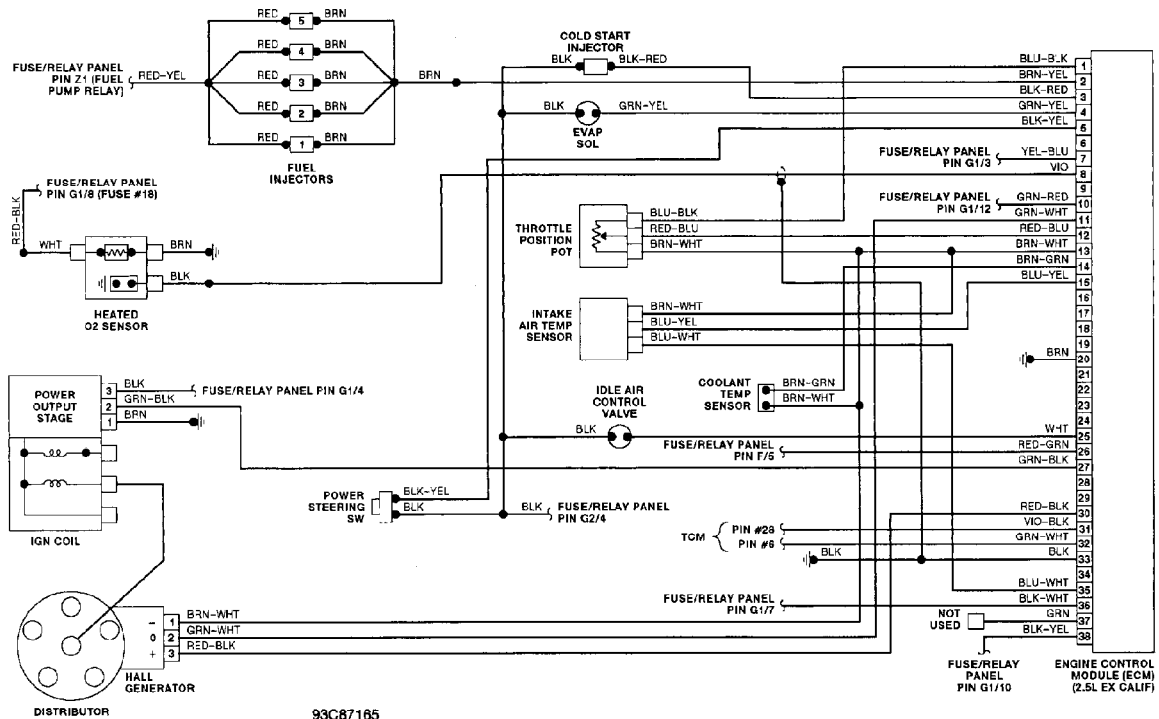 RED 5 BRN
RED 4 BRN
RED 3 BRN
RED 2 BRN
RED 1 BRN
FUEL
INJECTORS
FUSE/RELAY PANEL
PIN Z1 (FUEL
PUMP RELAY)
RED-YEL
BRN
COLD START
INJECTOR
BLK
BLK-RED
BLK
GRN-YEL
EVAP
SOL
FUSE/RELAY PANEL
PIN G1/8 (FUSE #18)
RED-BLK
WHT
BRN
BLK
HEATED
O2 SENSOR
THROTTLE
POSITION
POT
BLU-BLK
RED-BLU
BRN-WHT
INTAKE
AIR TEMP
SENSOR
BRN-WHT
BLU-YEL
BLU-WHT
POWER
OUTPUT
STAGE
3 BLK
2 GRN-BLK
1 BRN
FUSE/RELAY PANEL PIN G1/4
IGN COIL
IDLE AIR
CONTROL
VALVE
BLK
COOLANT
TEMP
SENSOR
BRN-GRN
BRN-WHT
POWER
STEERING
SW
BLK-YEL
BLK
BLK
FUSE/RELAY PANEL
PIN G2/4
FUSE/RELAY PANEL
PIN G1/3
FUSE/RELAY PANEL
PIN G1/12
FUSE/RELAY PANEL
PIN F/5
TCM
PIN #28
PIN #6
BLK
FUSE/RELAY PANEL
PIN G1/7
NOT
USED
FUSE/RELAY
PANEL
PIN G1/10
BLU-BLK 1
BRN-YEL 2
BLK-RED 3
GRN-YEL 4
BLK-YEL 5
6
YEL-BLU 7
VIO 8
9
GRN-RED 10
GRN-WHT 11
RED-BLU 12
BRN-WHT 13
BRN-GRN 14
BLU-YEL 15
16
17
18
19
BRN 20
21
22
23
24
WHT 25
RED-GRN 26
GRN-BLK 27
28
29
RED-BLK 30
VIO-BLK 31
GRN-WHT 32
BLK 33
34
BLU-WHT 35
BLK-WHT 36
GRN 37
BLK-YEL 38
ENGINE CONTROL
MODULE (ECM)
(2.5L EX CALIF)
- 1 BRN-WHT
0 2 GRN-WHT
+ 3 RED-BLK
HALL
GENERATOR
DISTRIBUTOR
93C87165